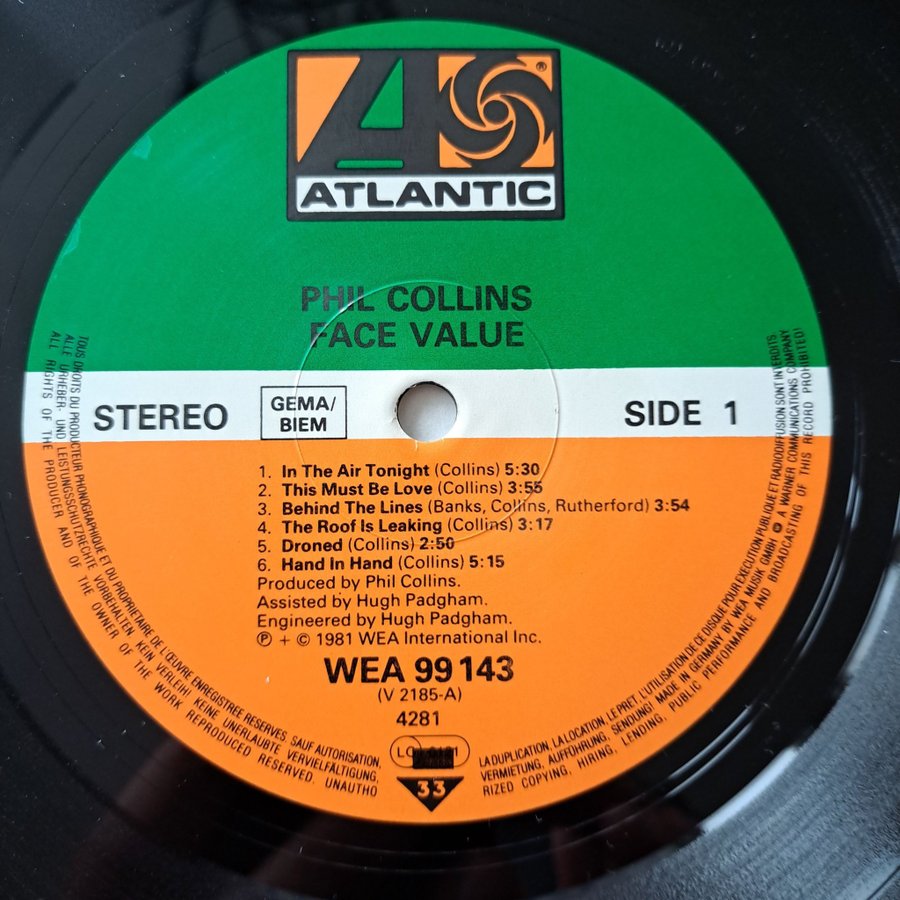 ATLANTIC
®
PHIL COLLINS
FACE VALUE
STEREO
GEMA/
BIEM
SIDE 1
1. In The Air Tonight (Collins) 5:30
2. This Must Be Love (Collins) 3:55
3. Behind The Lines (Banks, Collins, Rutherford) 3:54
4. The Roof Is Leaking (Collins) 3:17
5. Droned (Collins) 2:50
6. Hand In Hand (Collins) 5:15
Produced by Phil Collins.
Assisted by Hugh Padgham.
Engineered by Hugh Padgham.
℗ + © 1981 WEA International Inc.
WEA 99 143
(V 2185-A)
4281
33
TOUS DROITS DU PRODUCTEUR PHONOGRAPHIQUE ET DU PROPRIETAIRE DE L'ŒUVRE ENREGISTREE RESERVES. SAUF AUTORISATION, LA DUPLICATION, LA LOCATION, LE PRET, L'UTILISATION DE CE DISQUE POUR EXECUTION PUBLIQUE ET RADIODIFFUSION SONT INTERDITS
ALLE URHEBER- UND LEISTUNGSSCHUTZRECHTE VORBEHALTEN. KEIN VERLEIH! KEINE UNERLAUBTE VERVIELFÄLTIGUNG, VERMIETUNG, AUFFÜHRUNG, SENDUNG! MADE IN GERMANY BY WEA MUSIK GMBH A WARNER COMMUNICATIONS COMPANY
ALL RIGHTS OF THE PRODUCER AND OF THE OWNER OF THE WORK REPRODUCED RESERVED. UNAUTHORIZED COPYING, HIRING, LENDING, PUBLIC PERFORMANCE AND BROADCASTING OF THIS RECORD PROHIBITED!